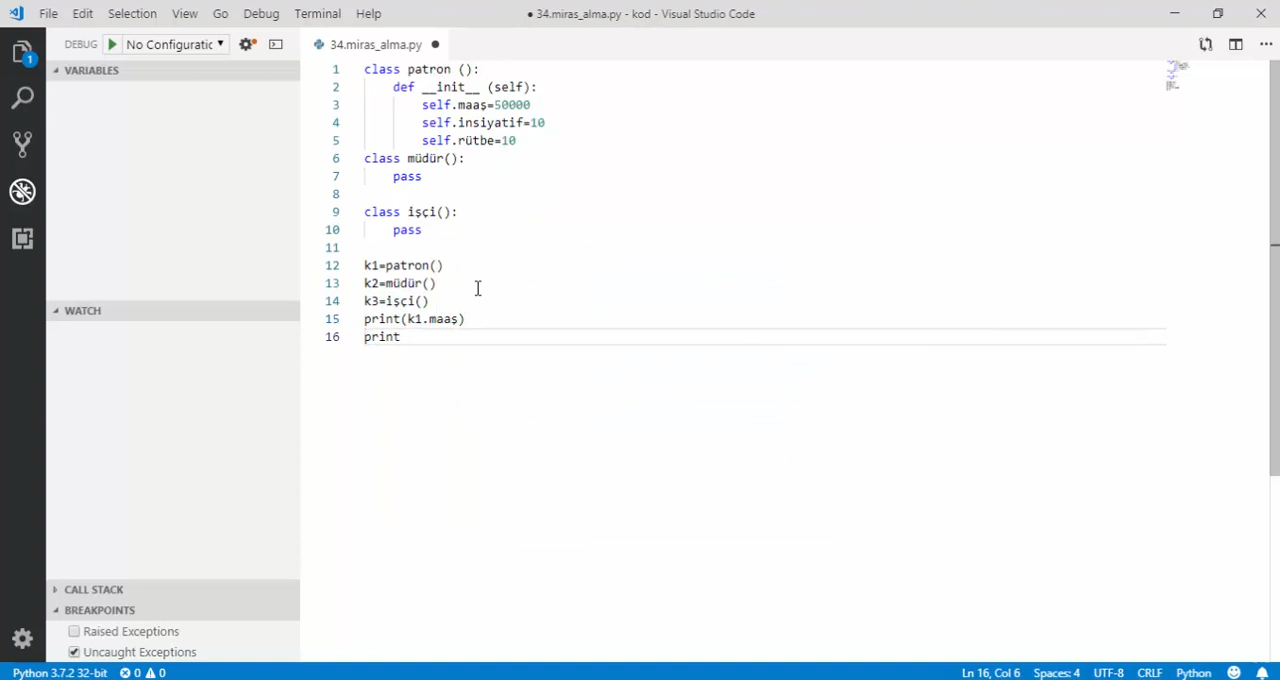 File Edit Selection View Go Debug Terminal Help
● 34.miras_alma.py - kod - Visual Studio Code
DEBUG No Configuratic
34.miras_alma.py
VARIABLES
WATCH
CALL STACK
BREAKPOINTS
Raised Exceptions
Uncaught Exceptions
1 class patron ():
2 def __init__ (self):
3 self.maaş=50000
4 self.insiyatif=10
5 self.rütbe=10
6 class müdür():
7 pass
8
9 class işçi():
10 pass
11
12 k1=patron()
13 k2=müdür()
14 k3=işçi()
15 print(k1.maaş)
16 print
1
Python 3.7.2 32-bit 0 0
Ln 16, Col 6 Spaces: 4 UTF-8 CRLF Python